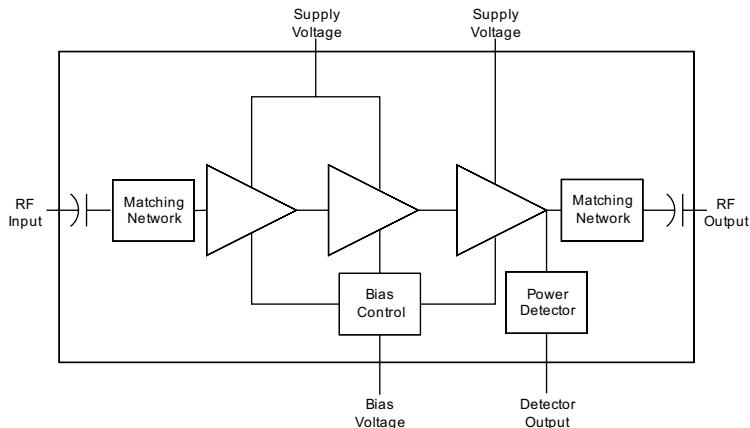 Supply
Voltage
Supply
Voltage
RF
Input
Matching
Network
Matching
Network
RF
Output
Bias
Control
Power
Detector
Bias
Voltage
Detector
Output